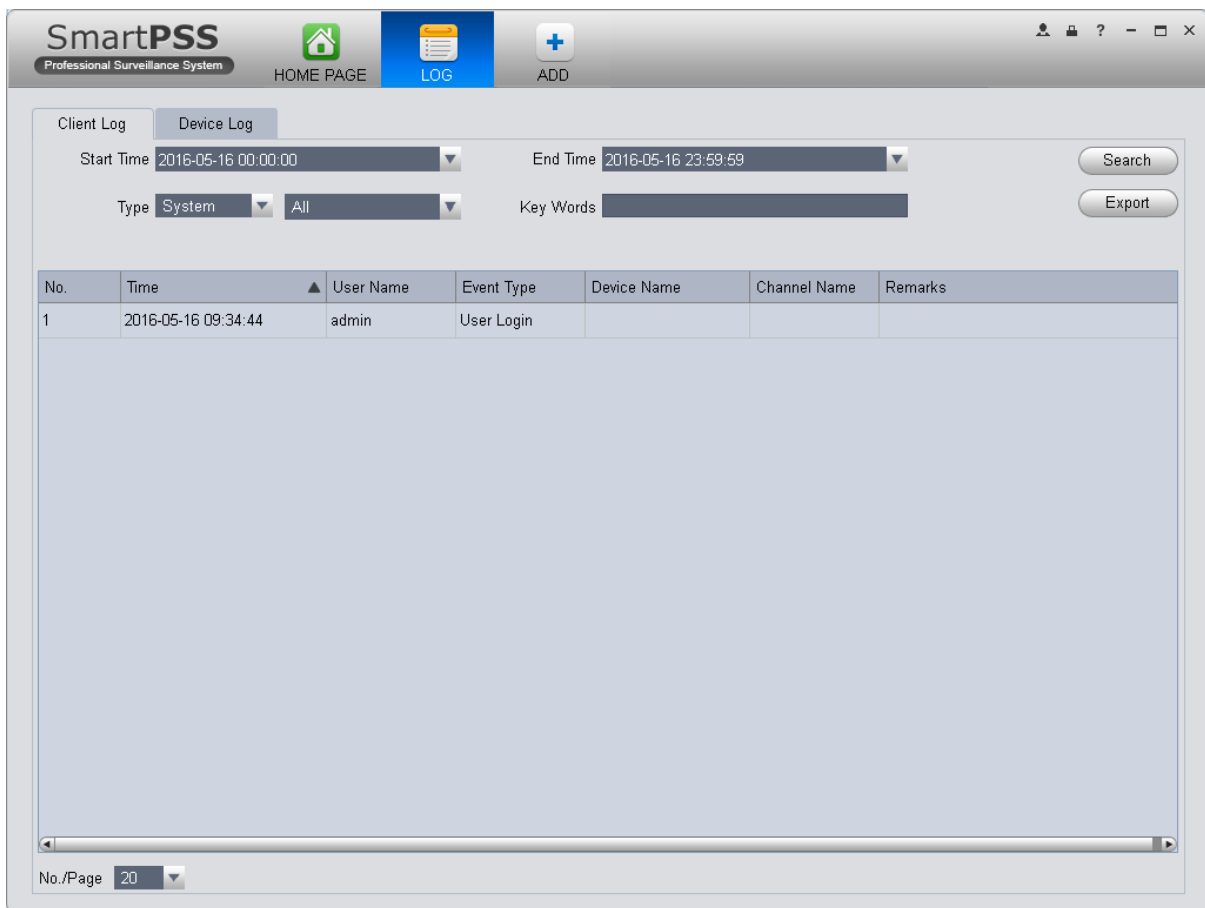 SmartPSS
Professional Surveillance System
HOME PAGE
LOG
ADD
?
Client Log
Device Log
Start Time 2016-05-16 00:00:00
End Time 2016-05-16 23:59:59
Search
Type System All
Key Words
Export
No. Time User Name Event Type Device Name Channel Name Remarks
1 2016-05-16 09:34:44 admin User Login
No./Page 20